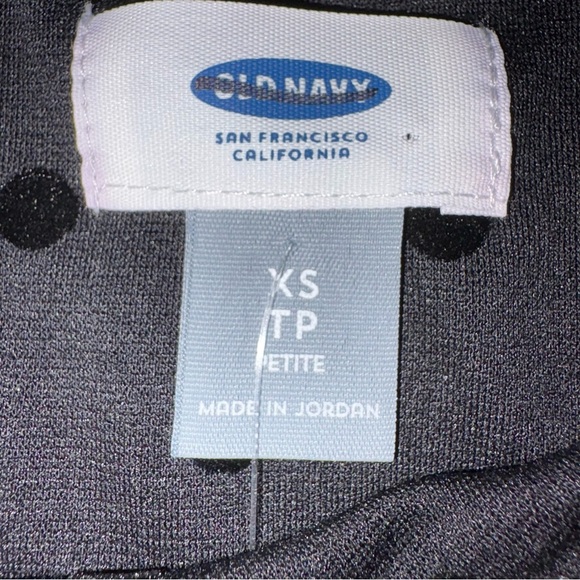 OLD NAVY
SAN FRANCISCO
CALIFORNIA
XS
TP
PETITE
MADE IN JORDAN